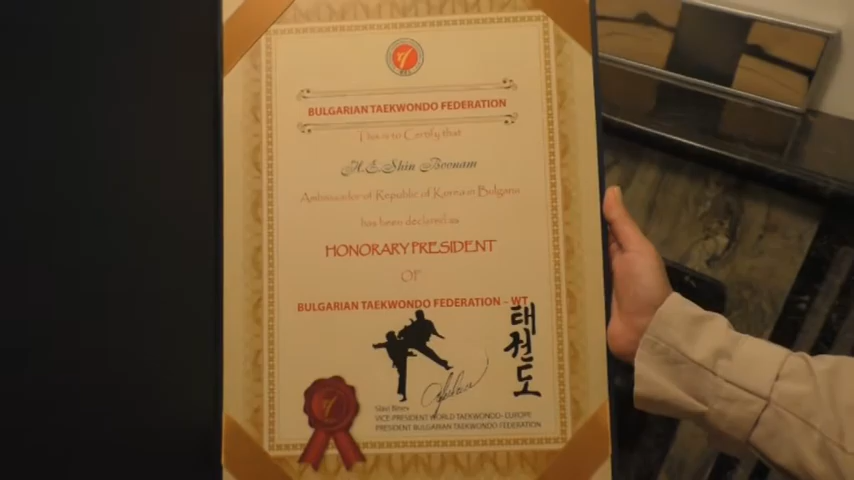 BULGARIAN TAEKWONDO FEDERATION
This is to Certify that
H.E.Shin Boonam
Ambassador of Republic of Korea in Bulgaria
has been declared as
HONORARY PRESIDENT
OF
BULGARIAN TAEKWONDO FEDERATION - WT
태권도
Slavi Binev
VICE-PRESIDENT WORLD TAEKWONDO- EUROPE
PRESIDENT BULGARIAN TAEKWONDO FEDERATION